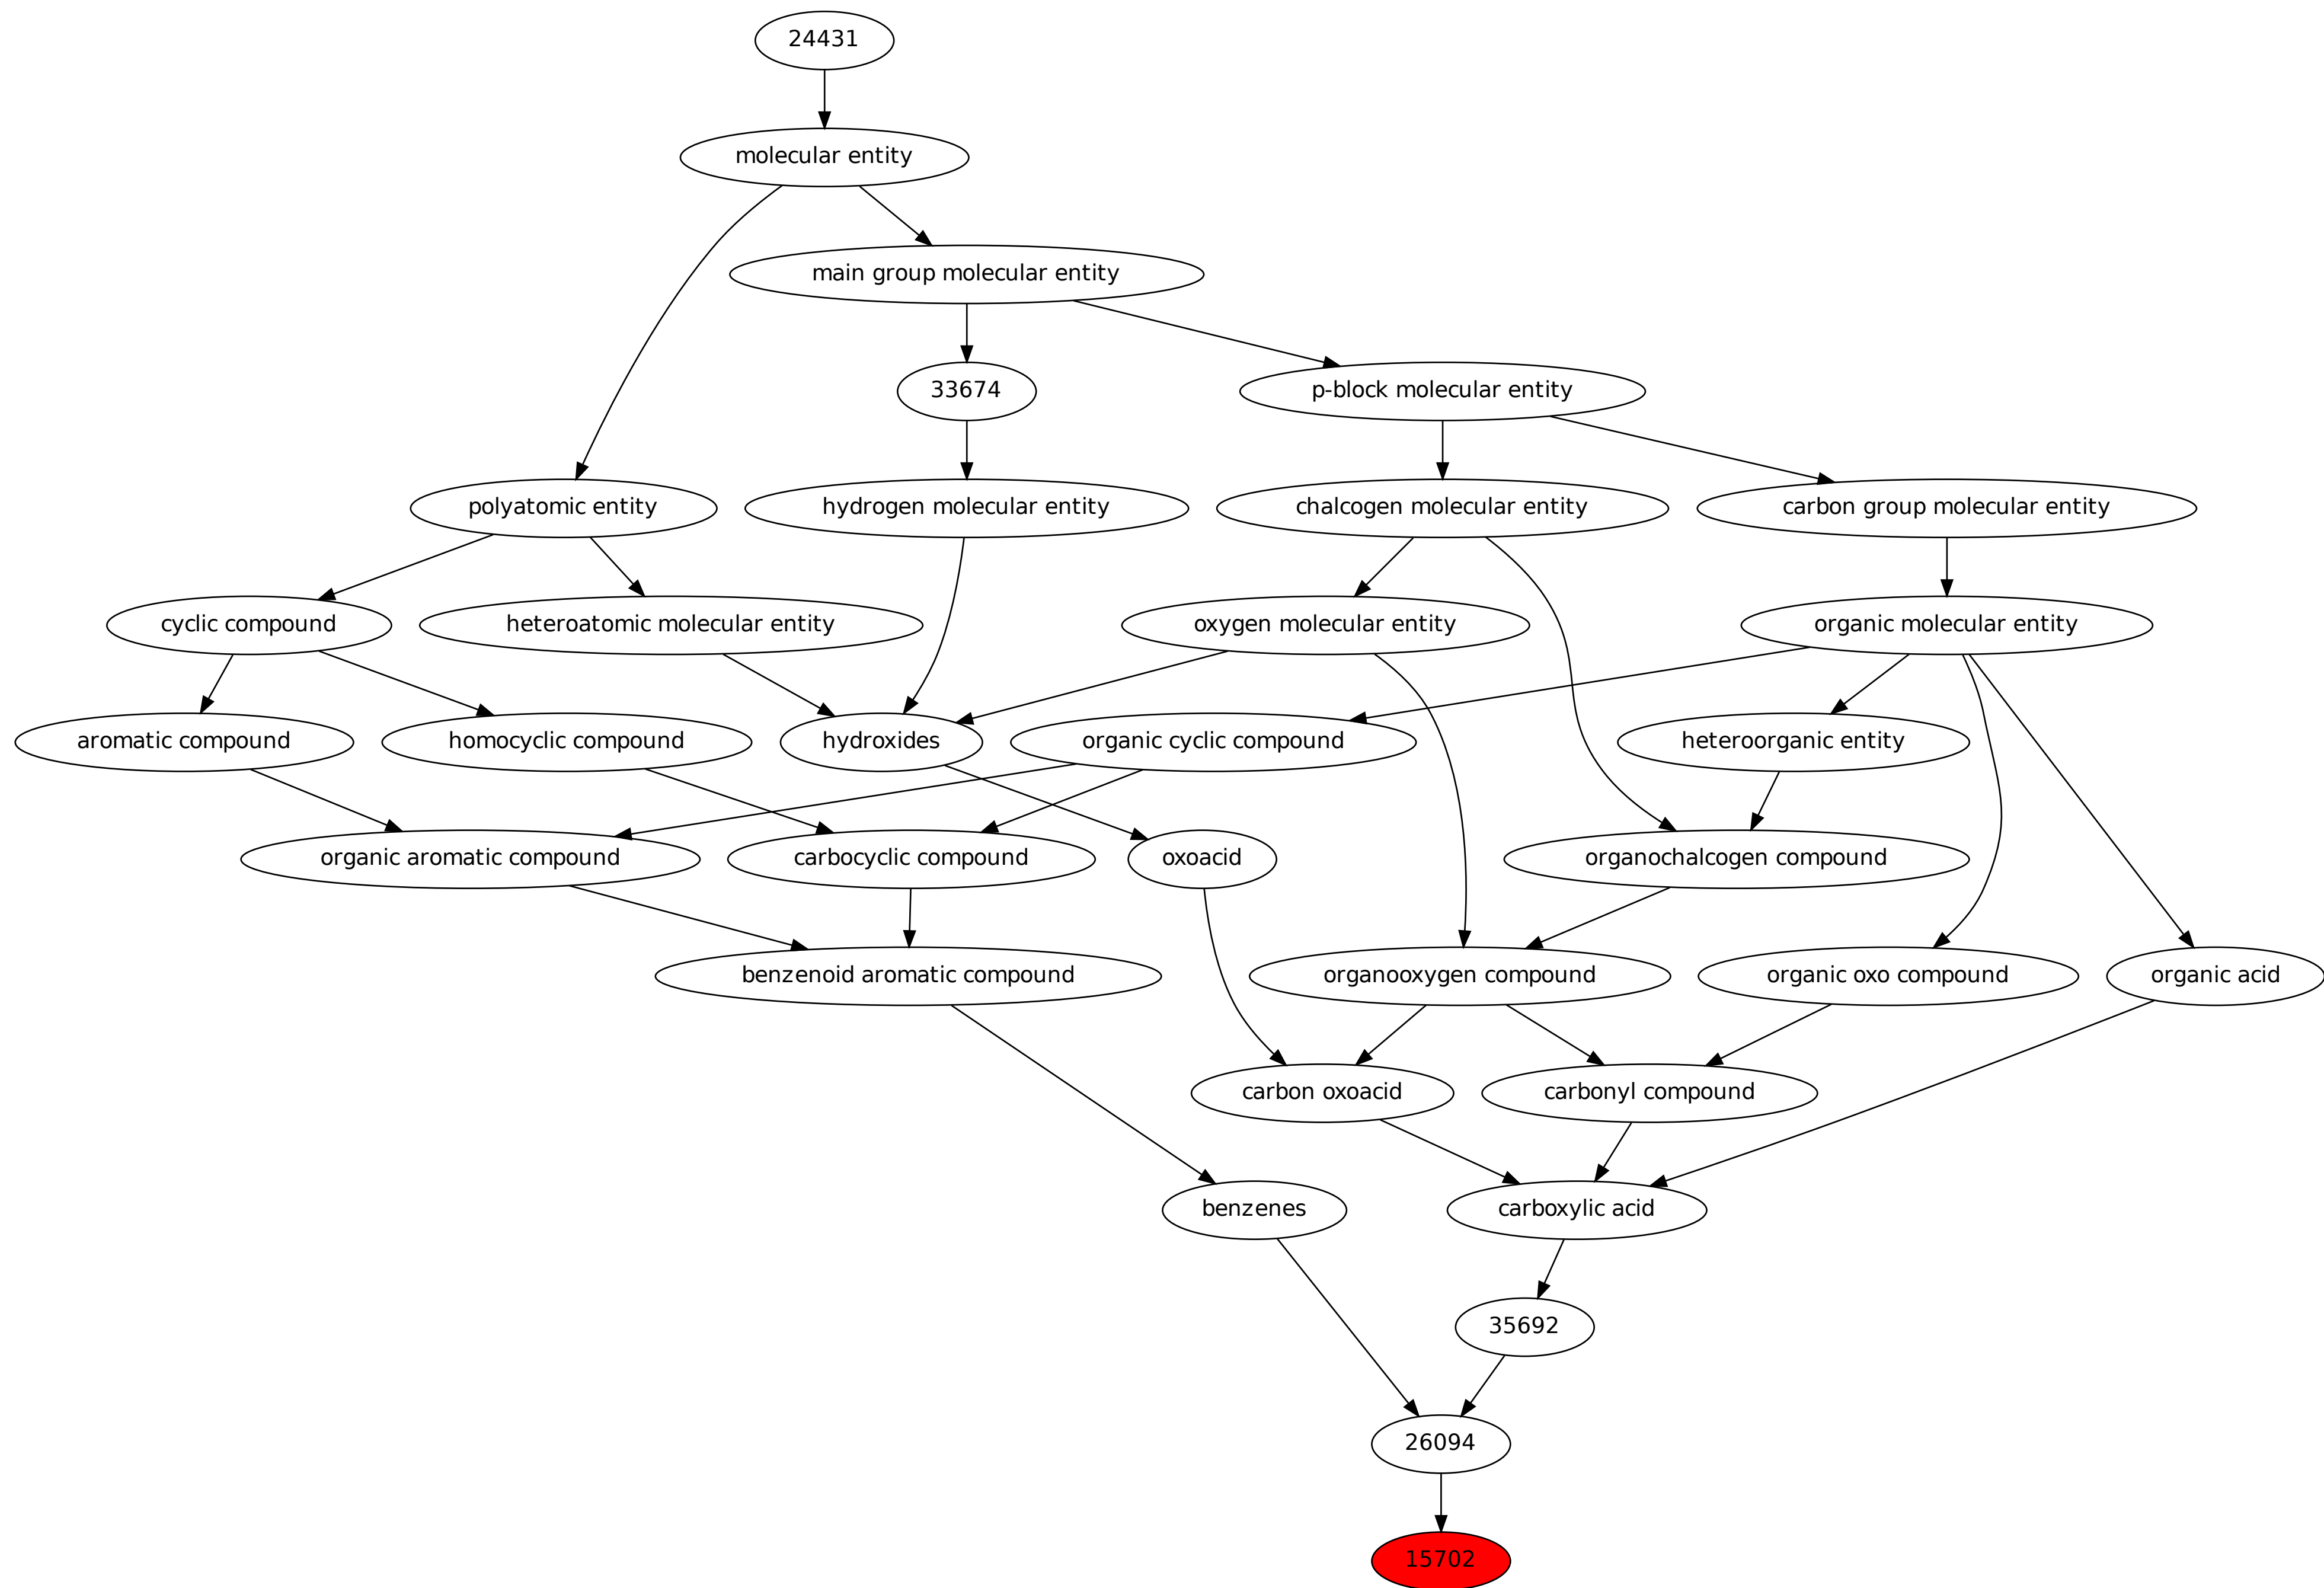 24431
molecular entity
main group molecular entity
33674
p-block molecular entity
polyatomic entity
hydrogen molecular entity
chalcogen molecular entity
carbon group molecular entity
cyclic compound
heteroatomic molecular entity
oxygen molecular entity
organic molecular entity
aromatic compound
homocyclic compound
hydroxides
organic cyclic compound
heteroorganic entity
organic aromatic compound
carbocyclic compound
oxoacid
organochalcogen compound
benzenoid aromatic compound
organooxygen compound
organic oxo compound
organic acid
carbon oxoacid
carbonyl compound
benzenes
carboxylic acid
35692
26094
15702